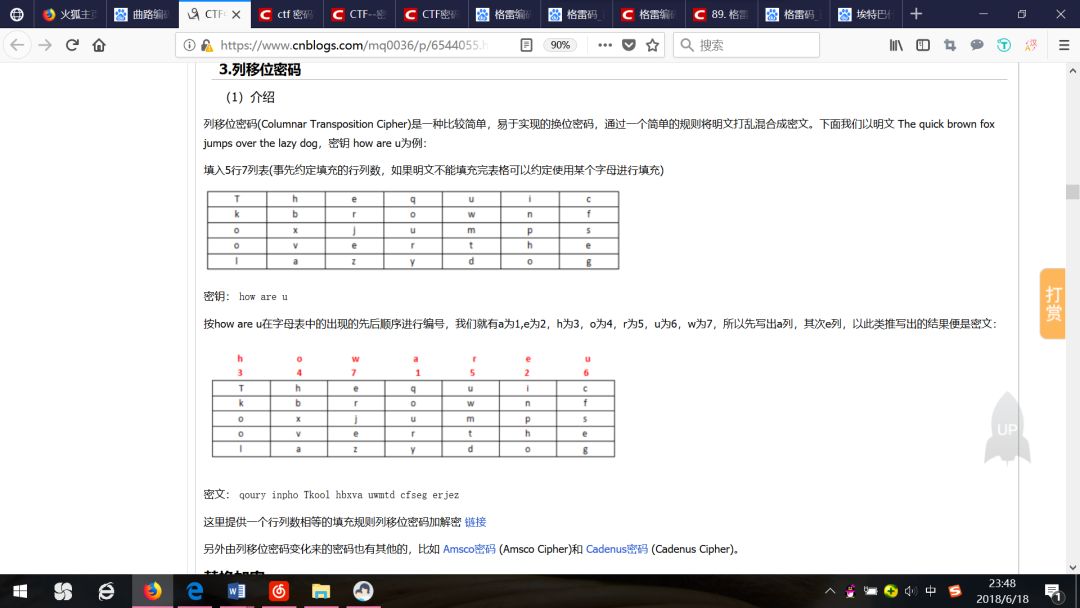 火狐主页
曲路编码
CTF
ctf 密码
CTF--密
CTF密码
格雷编
格雷码_
格雷编
89. 格雷
格雷码_
埃特巴什
https://www.cnblogs.com/mq0036/p/6544055.h
90%
搜索
3.列移位密码
（1）介绍
列移位密码(Columnar Transposition Cipher)是一种比较简单，易于实现的换位密码，通过一个简单的规则将明文打乱混合成密文。下面我们以明文 The quick brown fox
jumps over the lazy dog，密钥 how are u为例：
填入5行7列表(事先约定填充的行列数，如果明文不能填充完表格可以约定使用某个字母进行填充)
T h e q u i c
k b r o w n f
o x j u m p s
o v e r t h e
l a z y d o g
密钥： how are u
按how are u在字母表中的出现的先后顺序进行编号，我们就有a为1,e为2，h为3，o为4，r为5，u为6，w为7，所以先写出a列，其次e列，以此类推写出的结果便是密文：
h o w a r e u
3 4 7 1 5 2 6
T h e q u i c
k b r o w n f
o x j u m p s
o v e r t h e
l a z y d o g
密文： qoury inpho Tkool hbxva uwmtd cfseg erjez
这里提供一个行列数相等的填充规则列移位密码加解密 链接
另外由列移位密码变化来的密码也有其他的，比如 Amsco密码 (Amsco Cipher)和 Cadenus密码 (Cadenus Cipher)。
打
赏
UP
中
23:48
2018/6/18
1